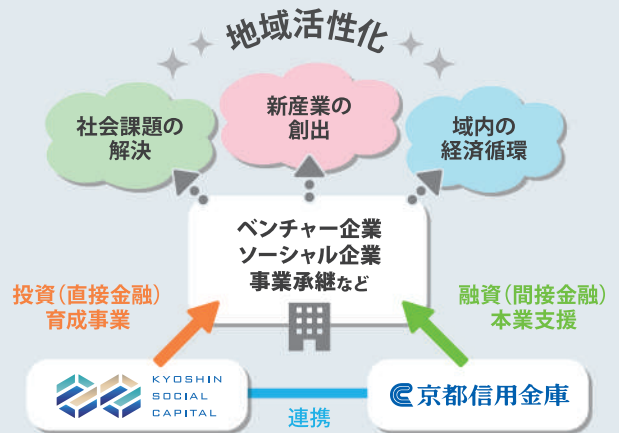 地域活性化
社会課題の
解決
新産業の
創出
域内の
経済循環
ベンチャー企業
ソーシャル企業
事業承継など
投資(直接金融)
育成事業
融資(間接金融)
本業支援
KYOSHIN
SOCIAL
CAPITAL
連携
京都信用金庫